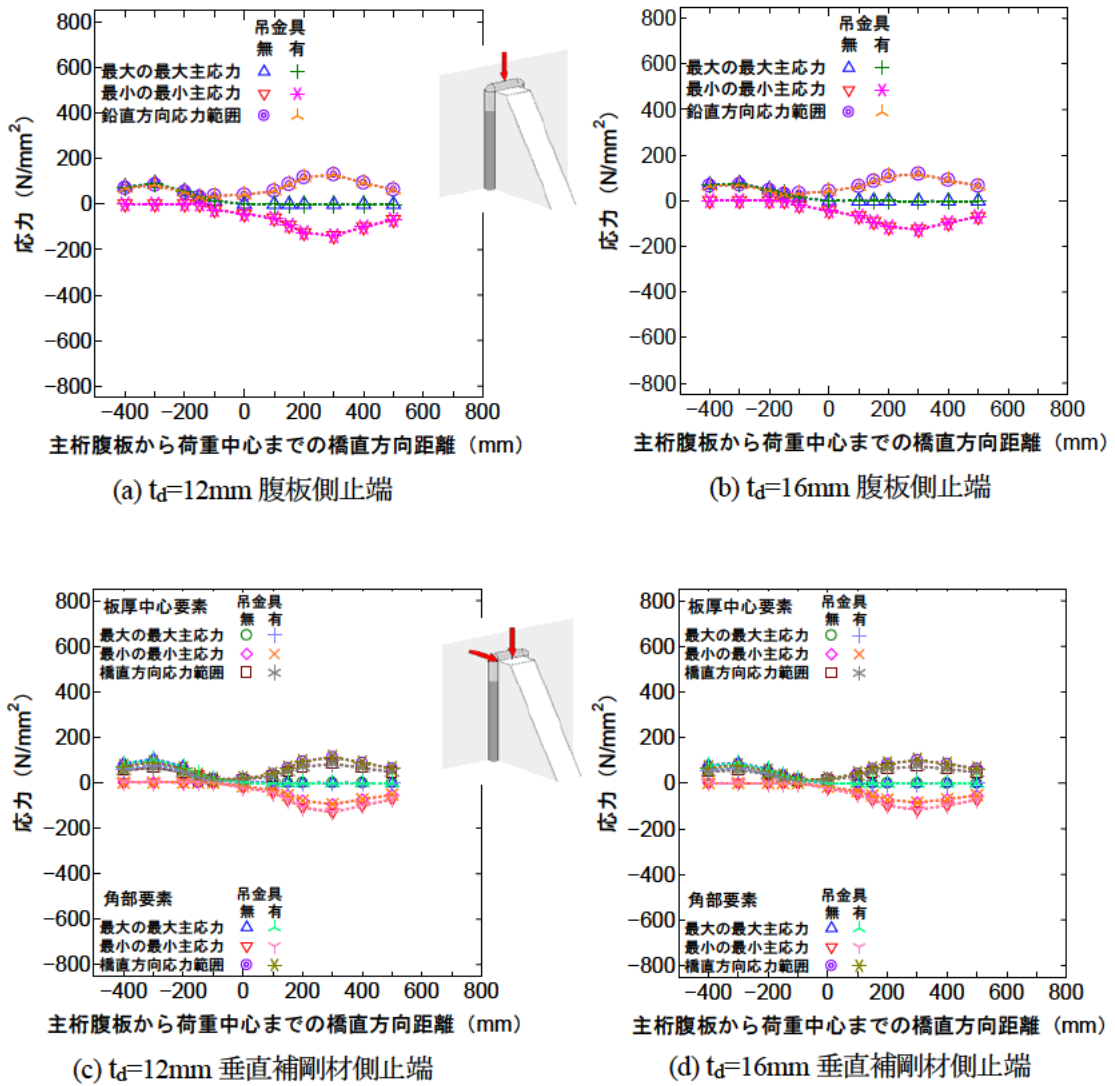 800
600
400
200
0
−200
−400
−600
−800
応力（N/mm²）
吊金具
無 有
最大の最大主応力
最小の最小主応力
鉛直方向応力範囲
−400 −200 0 200 400 600 800
主桁腹板から荷重中心までの橋直方向距離（mm）
(a) td=12mm 腹板側止端
800
600
400
200
0
−200
−400
−600
−800
応力（N/mm²）
吊金具
無 有
最大の最大主応力
最小の最小主応力
鉛直方向応力範囲
−400 −200 0 200 400 600 800
主桁腹板から荷重中心までの橋直方向距離（mm）
(b) td=16mm 腹板側止端
800
600
400
200
0
−200
−400
−600
−800
応力（N/mm²）
板厚中心要素 吊金具
無 有
最大の最大主応力
最小の最小主応力
橋直方向応力範囲
角部要素 吊金具
無 有
最大の最大主応力
最小の最小主応力
橋直方向応力範囲
−400 −200 0 200 400 600 800
主桁腹板から荷重中心までの橋直方向距離（mm）
(c) td=12mm 垂直補剛材側止端
800
600
400
200
0
−200
−400
−600
−800
応力（N/mm²）
板厚中心要素 吊金具
無 有
最大の最大主応力
最小の最小主応力
橋直方向応力範囲
角部要素 吊金具
無 有
最大の最大主応力
最小の最小主応力
橋直方向応力範囲
−400 −200 0 200 400 600 800
主桁腹板から荷重中心までの橋直方向距離（mm）
(d) td=16mm 垂直補剛材側止端